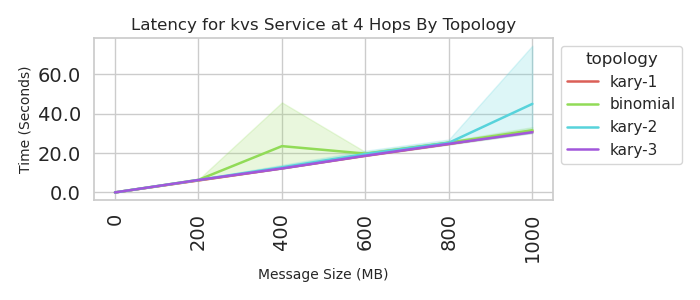 Latency for kvs Service at 4 Hops By Topology
Time (Seconds)
60.0
40.0
20.0
0.0
0
200
400
600
800
1000
Message Size (MB)
topology
kary-1
binomial
kary-2
kary-3